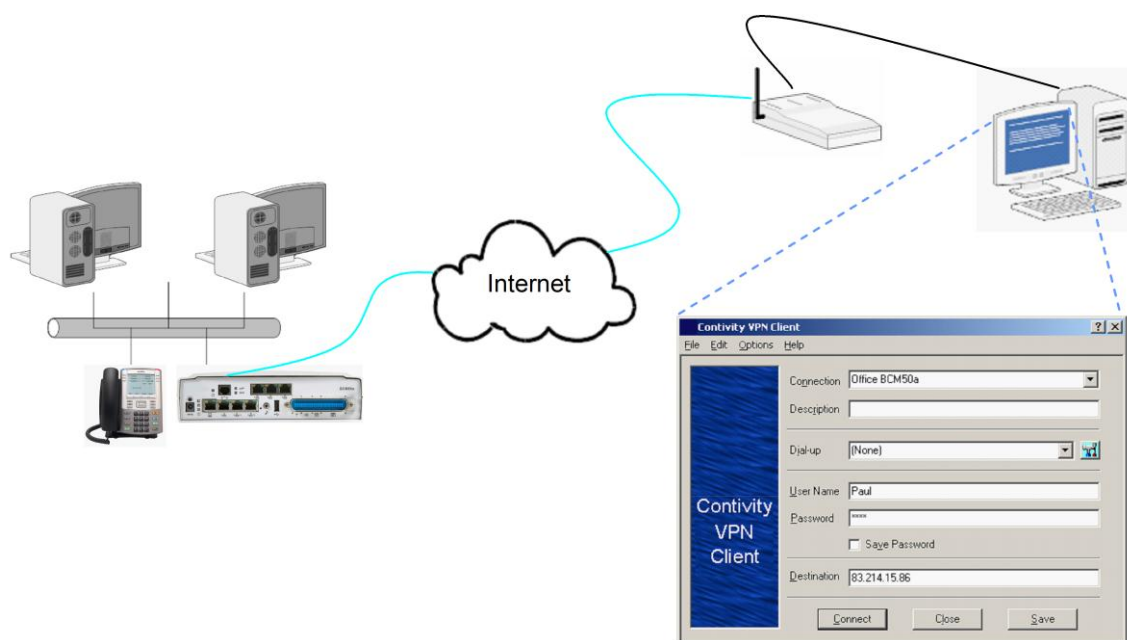 Internet
Contivity VPN Client
File Edit Options Help
Contivity
VPN
Client
Connection Office BCM50a
Description
Dial-up (None)
User Name Paul
Password ****
Save Password
Destination 83.214.15.86
Connect Close Save